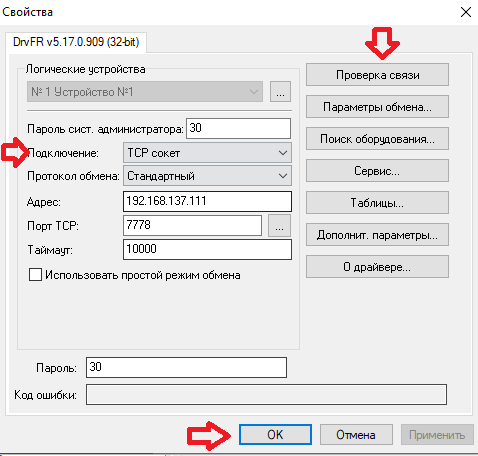 Свойства
DrvFR v5.17.0.909 (32-bit)
Логические устройства
№ 1 Устройство №1
...
Пароль сист. администратора: 30
Подключение: TCP сокет
Протокол обмена: Стандартный
Адрес: 192.168.137.111
Порт TCP: 7778 ...
Таймаут: 10000
Использовать простой режим обмена
Проверка связи
Параметры обмена...
Поиск оборудования...
Сервис...
Таблицы...
Дополнит. параметры...
О драйвере...
Пароль: 30
Код ошибки:
OK
Отмена
Применить